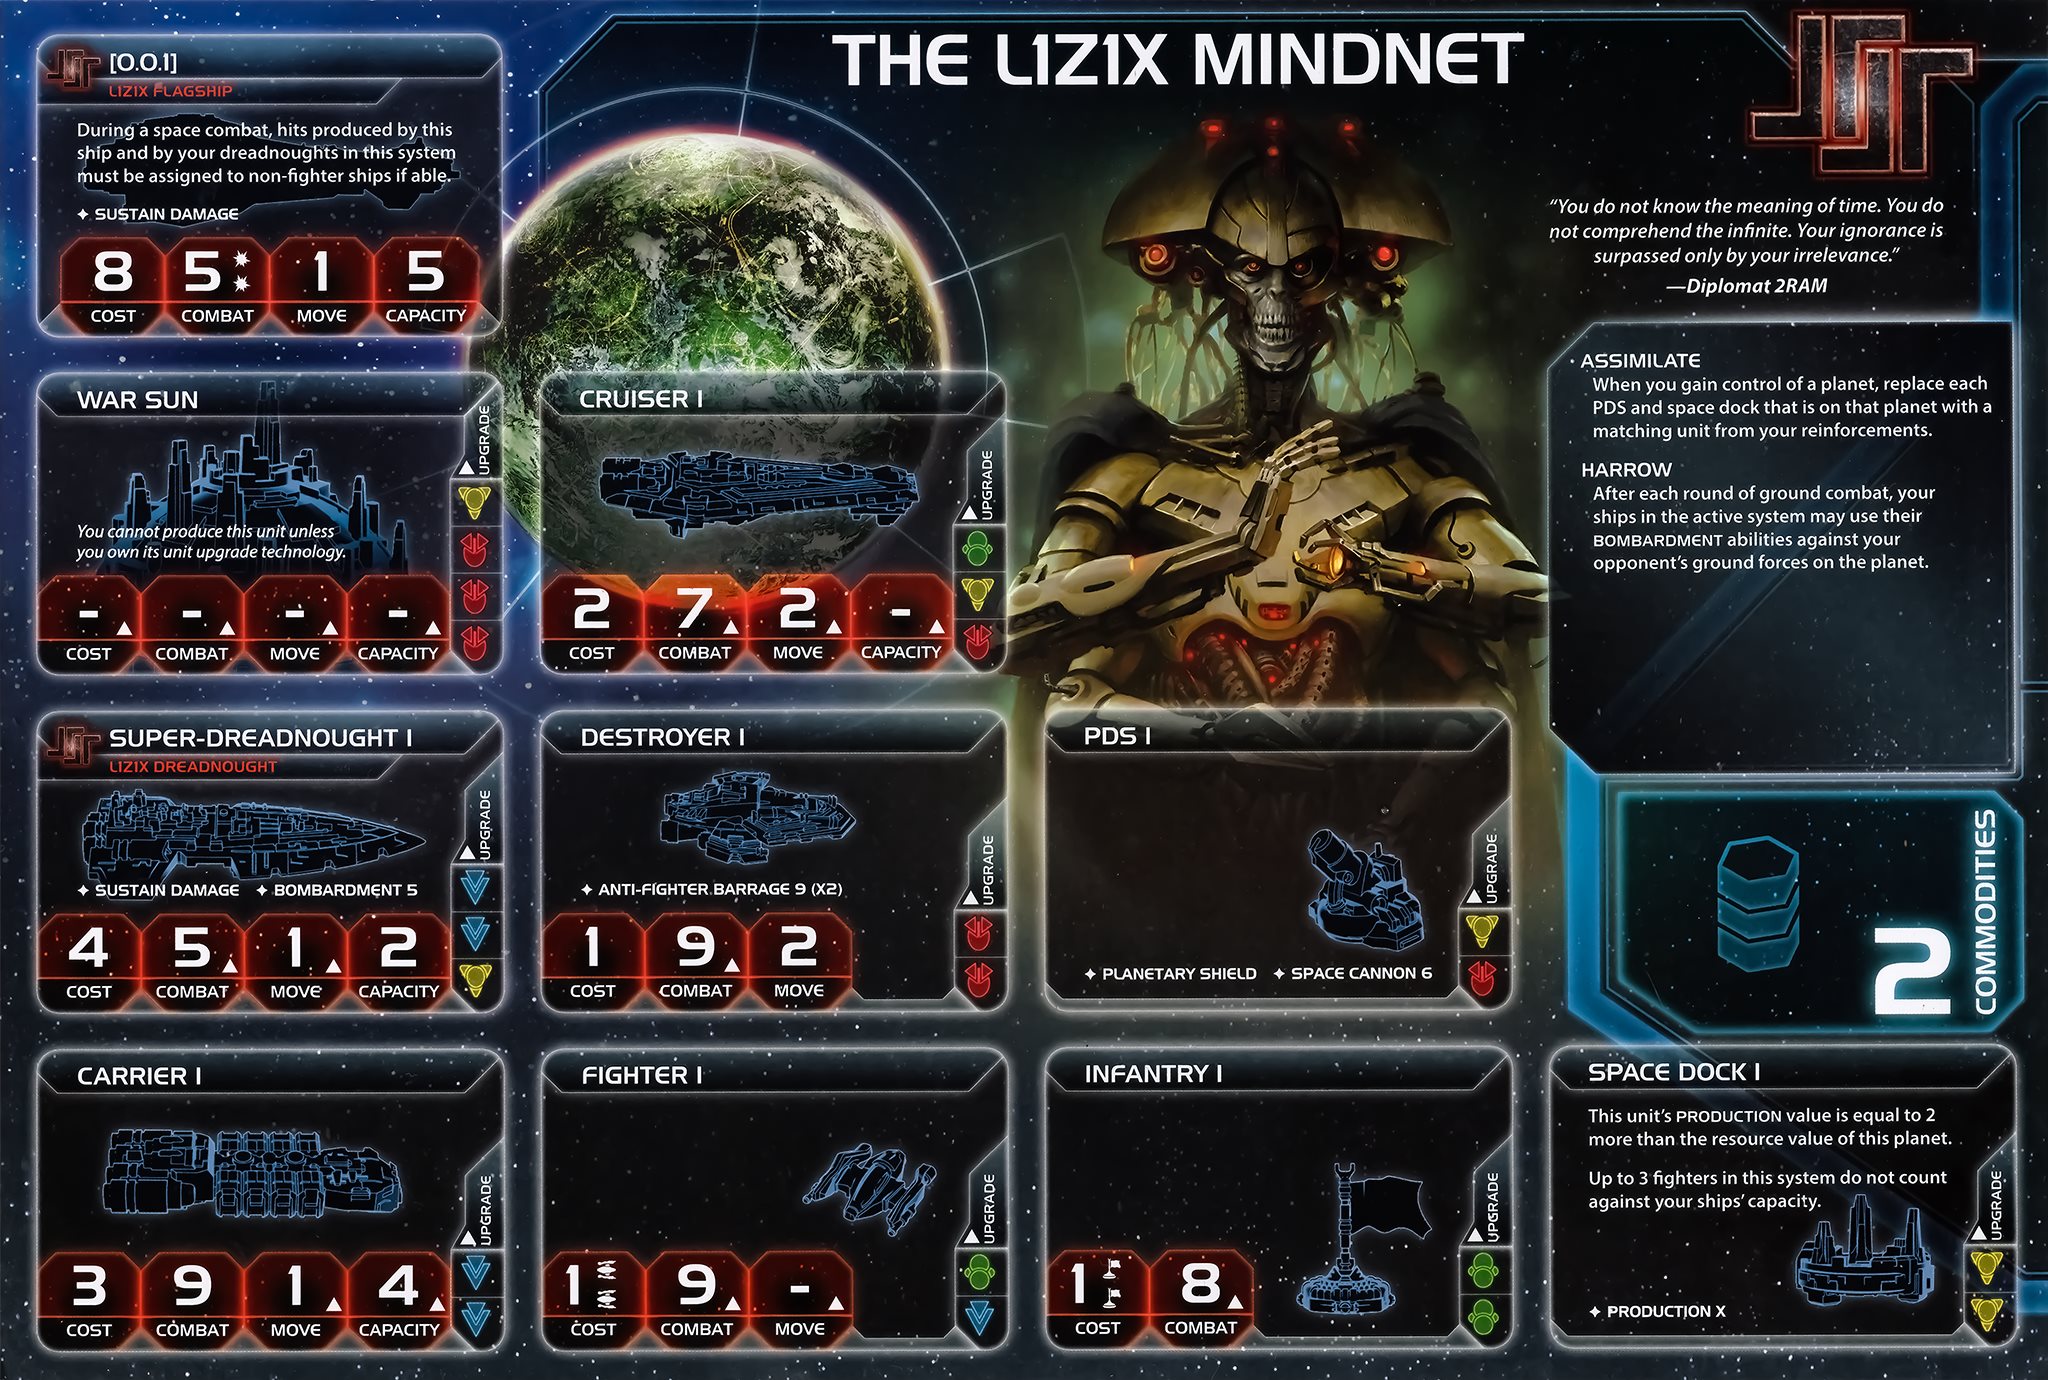 THE L1Z1X MINDNET
[0.0.1]
L1Z1X FLAGSHIP
During a space combat, hits produced by this
ship and by your dreadnoughts in this system
must be assigned to non-fighter ships if able.
✦ SUSTAIN DAMAGE
8 5 1 5
COST COMBAT MOVE CAPACITY
"You do not know the meaning of time. You do
not comprehend the infinite. Your ignorance is
surpassed only by your irrelevance."
—Diplomat 2RAM
ASSIMILATE
When you gain control of a planet, replace each
PDS and space dock that is on that planet with a
matching unit from your reinforcements.
HARROW
After each round of ground combat, your
ships in the active system may use their
BOMBARDMENT abilities against your
opponent's ground forces on the planet.
WAR SUN
UPGRADE
You cannot produce this unit unless
you own its unit upgrade technology.
- - - -
COST COMBAT MOVE CAPACITY
CRUISER I
UPGRADE
2 7 2 -
COST COMBAT MOVE CAPACITY
SUPER-DREADNOUGHT I
L1Z1X DREADNOUGHT
UPGRADE
✦ SUSTAIN DAMAGE ✦ BOMBARDMENT 5
4 5 1 2
COST COMBAT MOVE CAPACITY
DESTROYER I
UPGRADE
✦ ANTI-FIGHTER BARRAGE 9 (X2)
1 9 2
COST COMBAT MOVE
PDS I
UPGRADE
✦ PLANETARY SHIELD ✦ SPACE CANNON 6
2
COMMODITIES
CARRIER I
UPGRADE
3 9 1 4
COST COMBAT MOVE CAPACITY
FIGHTER I
UPGRADE
1 9 -
COST COMBAT MOVE
INFANTRY I
UPGRADE
1 8
COST COMBAT
SPACE DOCK I
This unit's PRODUCTION value is equal to 2
more than the resource value of this planet.
Up to 3 fighters in this system do not count
against your ships' capacity.
UPGRADE
✦ PRODUCTION X